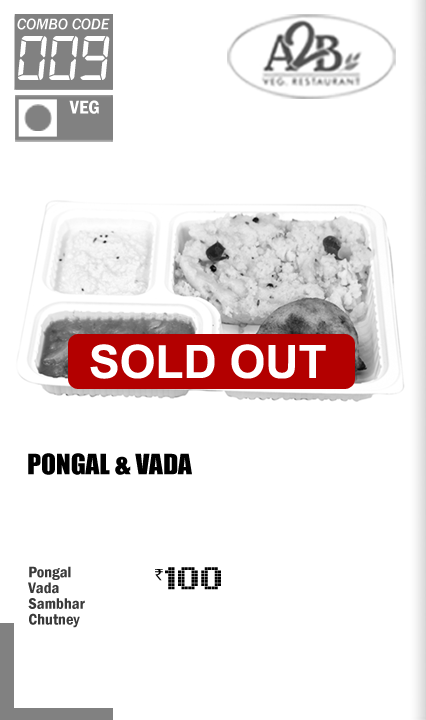 COMBO CODE
009
VEG
A2B
VEG. RESTAURANT
SOLD OUT
PONGAL & VADA
Pongal
Vada
Sambhar
Chutney
₹100